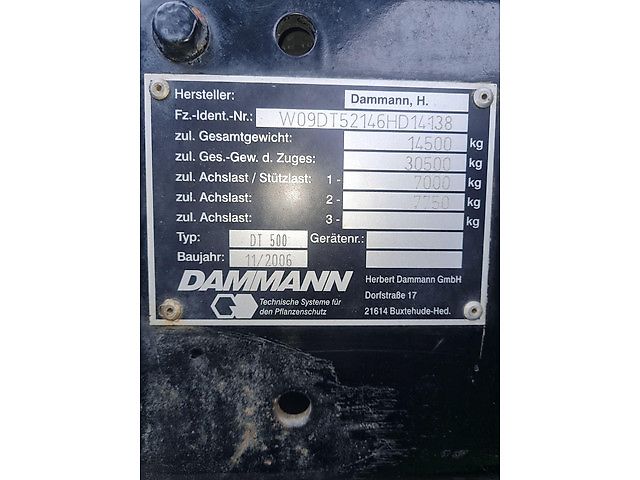 Hersteller: Dammann, H.
Fz.-Ident.-Nr.: W09DT52146HD14138
zul. Gesamtgewicht: 14500 kg
zul. Ges.-Gew. d. Zuges: 30500 kg
zul. Achslast / Stützlast: 1 - 7000 kg
zul. Achslast: 2 - 7750 kg
zul. Achslast: 3 - kg
Typ: DT 500 Gerätenr.:
Baujahr: 11/2006
DAMMANN
Technische Systeme für
den Pflanzenschutz
Herbert Dammann GmbH
Dorfstraße 17
21614 Buxtehude-Hed.